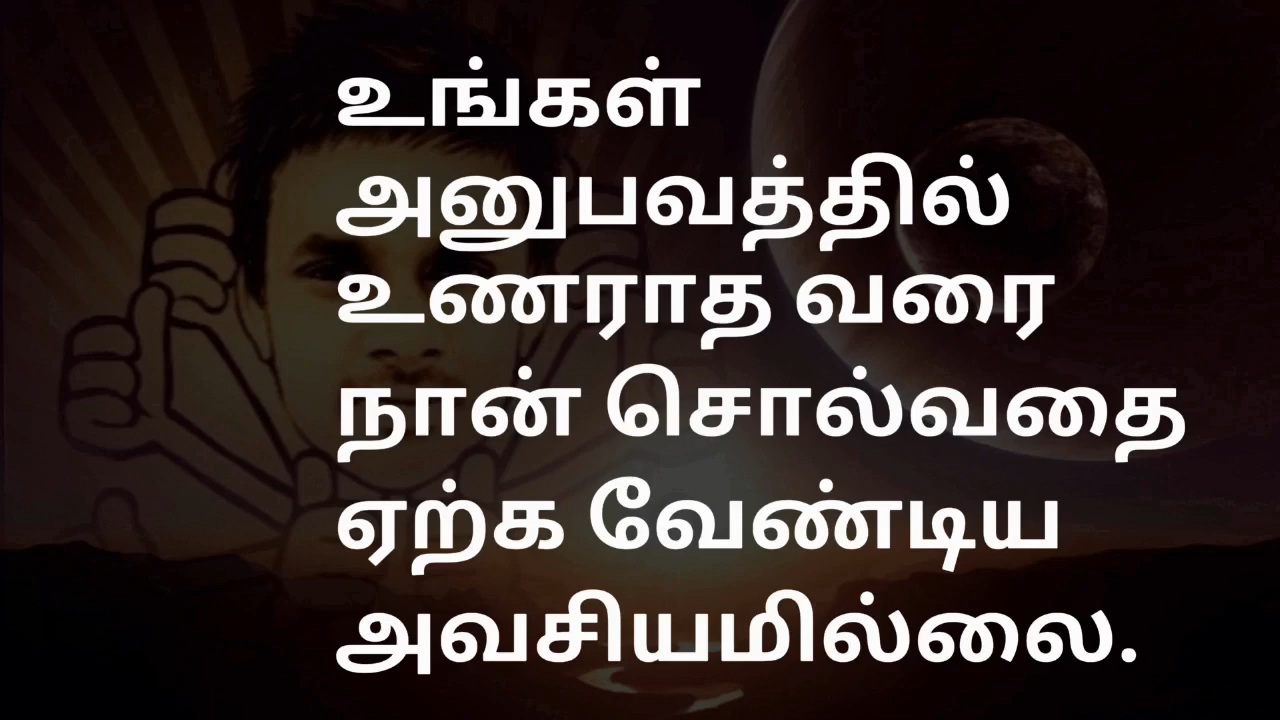 உங்கள்
அனுபவத்தில்
உணராத வரை
நான் சொல்வதை
ஏற்க வேண்டிய
அவசியமில்லை.